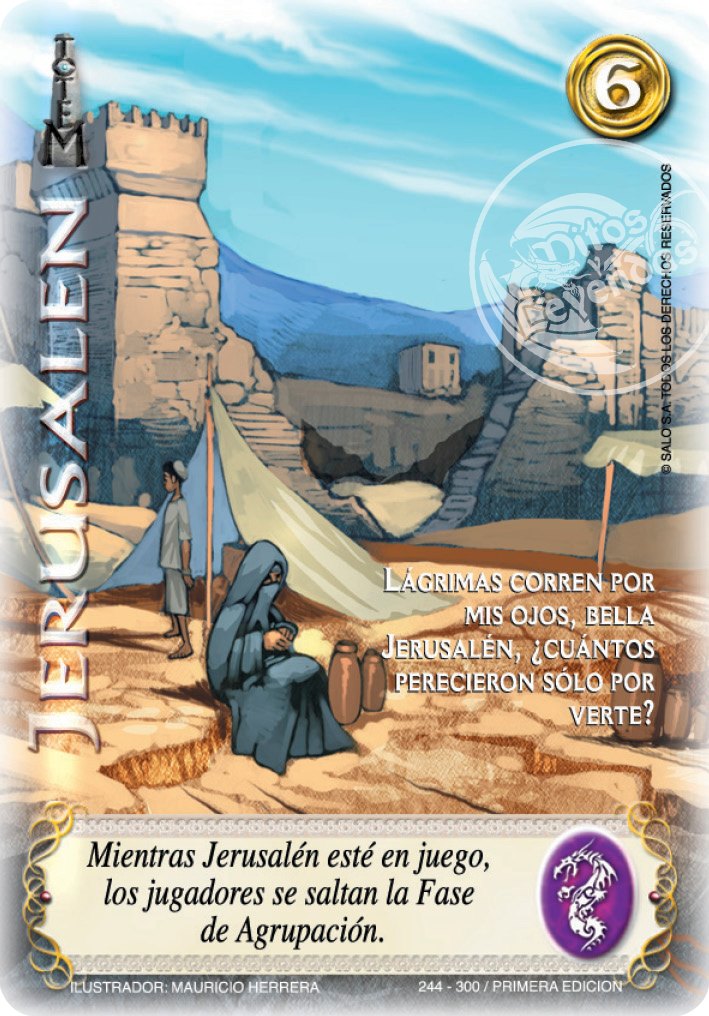 TOTEM
6
JERUSALEN
mitos
y leyendas
© SALO S.A. TODOS LOS DERECHOS RESERVADOS
LÁGRIMAS CORREN POR
MIS OJOS, BELLA
JERUSALÉN, ¿CUÁNTOS
PERECIERON SÓLO POR
VERTE?
Mientras Jerusalén esté en juego,
los jugadores se saltan la Fase
de Agrupación.
ILUSTRADOR: MAURICIO HERRERA
244 - 300 / PRIMERA EDICION